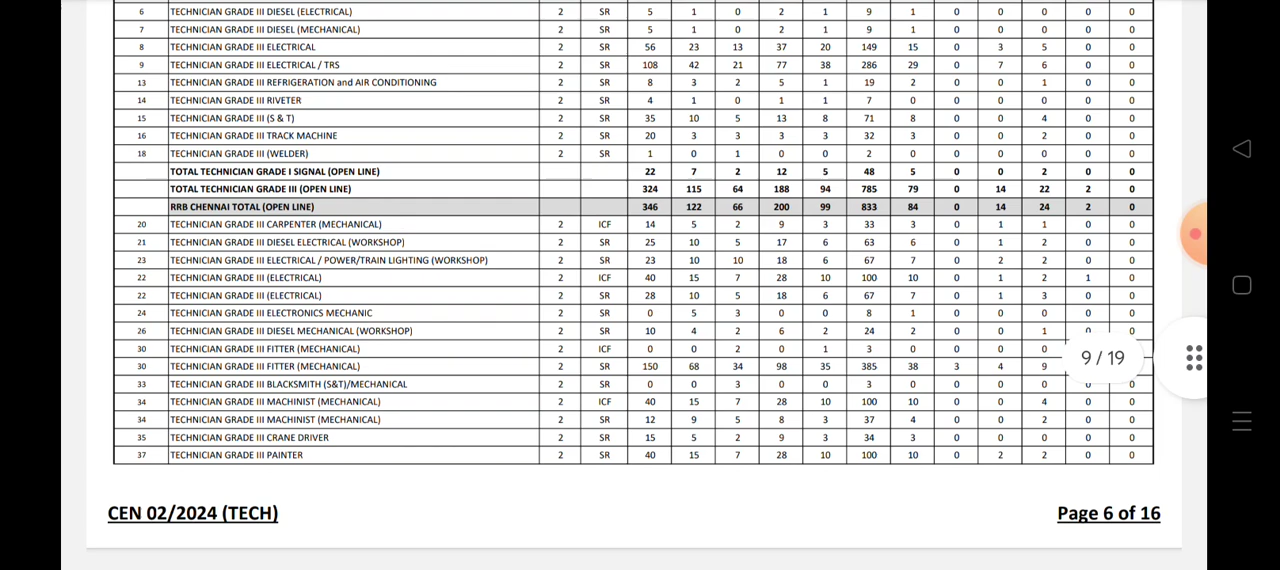 6 TECHNICIAN GRADE III DIESEL (ELECTRICAL) 2 SR 5 1 0 2 1 9 1 0 0 0 0 0
7 TECHNICIAN GRADE III DIESEL (MECHANICAL) 2 SR 5 1 0 2 1 9 1 0 0 0 0 0
8 TECHNICIAN GRADE III ELECTRICAL 2 SR 56 23 13 37 20 149 15 0 3 5 0 0
9 TECHNICIAN GRADE III ELECTRICAL / TRS 2 SR 108 42 21 77 38 286 29 0 7 6 0 0
13 TECHNICIAN GRADE III REFRIGERATION and AIR CONDITIONING 2 SR 8 3 2 5 1 19 2 0 0 1 0 0
14 TECHNICIAN GRADE III RIVETER 2 SR 4 1 0 1 1 7 0 0 0 0 0 0
15 TECHNICIAN GRADE III (S & T) 2 SR 35 10 5 13 8 71 8 0 0 4 0 0
16 TECHNICIAN GRADE III TRACK MACHINE 2 SR 20 3 3 3 3 32 3 0 0 2 0 0
18 TECHNICIAN GRADE III (WELDER) 2 SR 1 0 1 0 0 2 0 0 0 0 0 0
TOTAL TECHNICIAN GRADE I SIGNAL (OPEN LINE) 22 7 2 12 5 48 5 0 0 2 0 0
TOTAL TECHNICIAN GRADE III (OPEN LINE) 324 115 64 188 94 785 79 0 14 22 2 0
RRB CHENNAI TOTAL (OPEN LINE) 346 122 66 200 99 833 84 0 14 24 2 0
20 TECHNICIAN GRADE III CARPENTER (MECHANICAL) 2 ICF 14 5 2 9 3 33 3 0 1 1 0 0
21 TECHNICIAN GRADE III DIESEL ELECTRICAL (WORKSHOP) 2 SR 25 10 5 17 6 63 6 0 1 2 0 0
23 TECHNICIAN GRADE III ELECTRICAL / POWER/TRAIN LIGHTING (WORKSHOP) 2 SR 23 10 10 18 6 67 7 0 2 2 0 0
22 TECHNICIAN GRADE III (ELECTRICAL) 2 ICF 40 15 7 28 10 100 10 0 1 2 1 0
22 TECHNICIAN GRADE III (ELECTRICAL) 2 SR 28 10 5 18 6 67 7 0 1 3 0 0
24 TECHNICIAN GRADE III ELECTRONICS MECHANIC 2 SR 0 5 3 0 0 8 1 0 0 0 0 0
26 TECHNICIAN GRADE III DIESEL MECHANICAL (WORKSHOP) 2 SR 10 4 2 6 2 24 2 0 0 1 0 0
30 TECHNICIAN GRADE III FITTER (MECHANICAL) 2 ICF 0 0 2 0 1 3 0 0 0 0
9 / 19
30 TECHNICIAN GRADE III FITTER (MECHANICAL) 2 SR 150 68 34 98 35 385 38 3 4 9
33 TECHNICIAN GRADE III BLACKSMITH (S&T)/MECHANICAL 2 SR 0 0 3 0 0 3 0 0 0 0 0 0
34 TECHNICIAN GRADE III MACHINIST (MECHANICAL) 2 ICF 40 15 7 28 10 100 10 0 0 4 0 0
34 TECHNICIAN GRADE III MACHINIST (MECHANICAL) 2 SR 12 9 5 8 3 37 4 0 0 2 0 0
35 TECHNICIAN GRADE III CRANE DRIVER 2 SR 15 5 2 9 3 34 3 0 0 0 0 0
37 TECHNICIAN GRADE III PAINTER 2 SR 40 15 7 28 10 100 10 0 2 2 0 0
CEN 02/2024 (TECH) Page 6 of 16